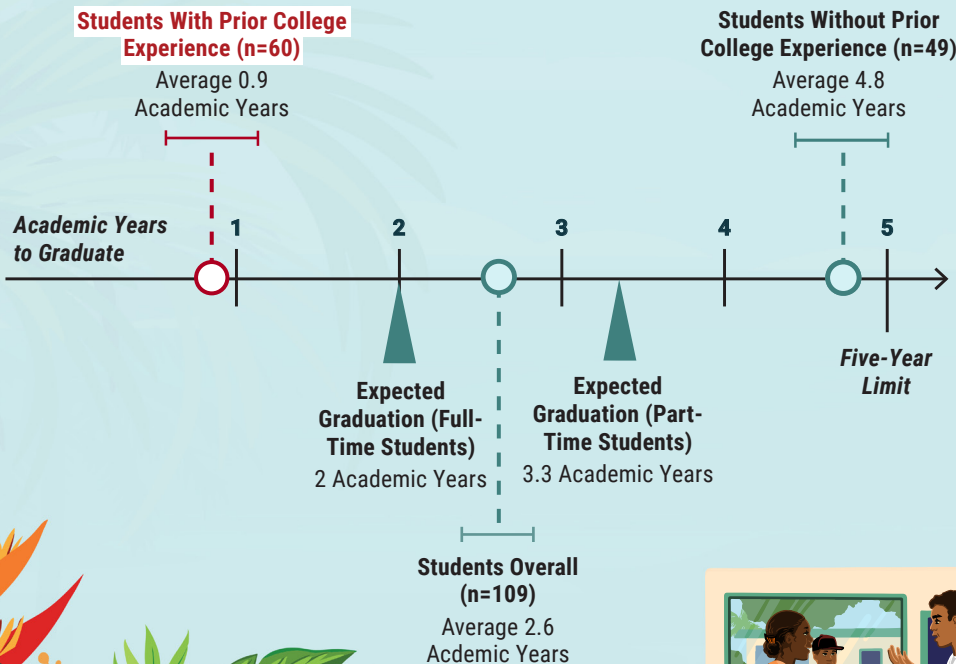 Students With Prior College
Experience (n=60)
Average 0.9
Academic Years
Students Without Prior
College Experience (n=49)
Average 4.8
Academic Years
Academic Years
to Graduate
1
2
3
4
5
Five-Year
Limit
Expected
Graduation (Full-
Time Students)
2 Academic Years
Expected
Graduation (Part-
Time Students)
3.3 Academic Years
Students Overall
(n=109)
Average 2.6
Acdemic Years